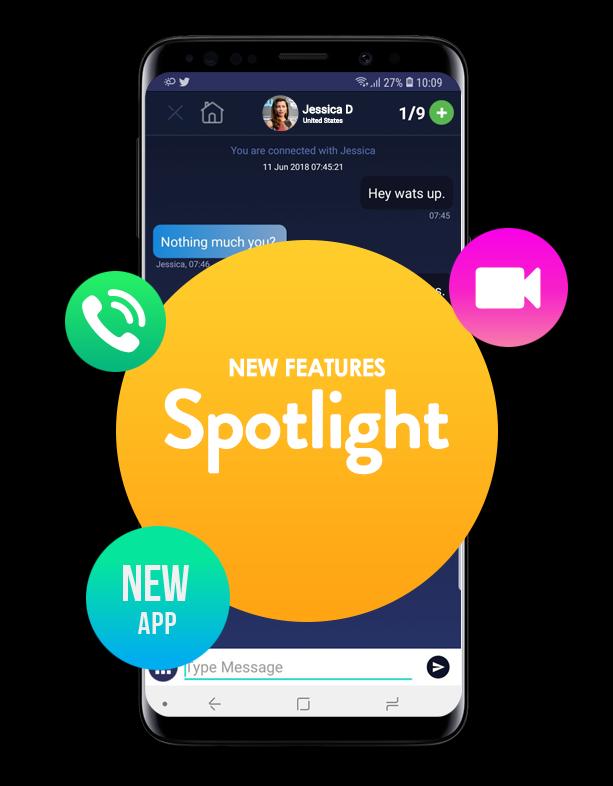 27% 10:09
Jessica D
United States
1/9
You are connected with Jessica
11 Jun 2018 07:45:21
Hey wats up.
07:45
Nothing much you?
Jessica, 07:46
s.
NEW FEATURES
Spotlight
NEW
APP
Type Message